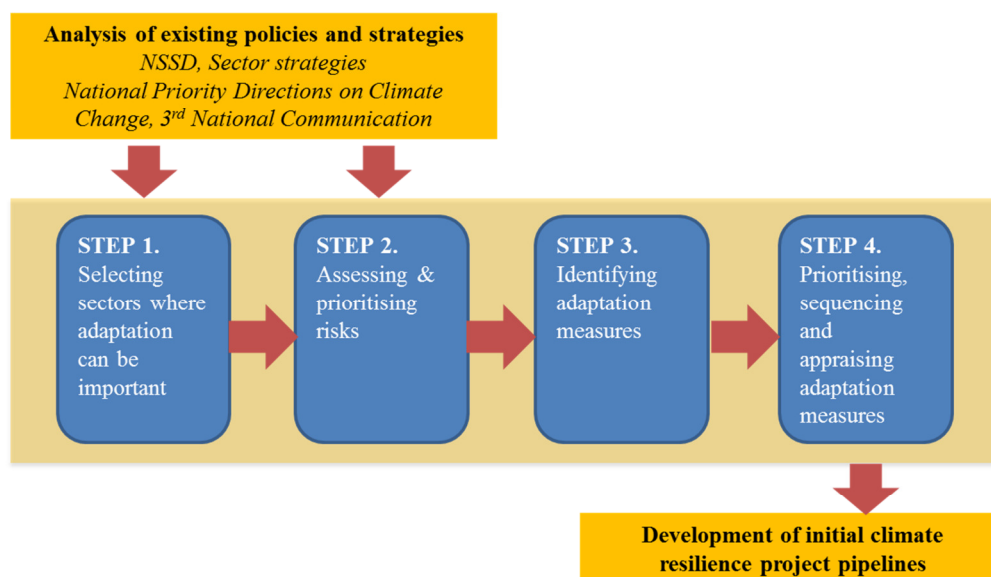 Analysis of existing policies and strategies
NSSD, Sector strategies
National Priority Directions on Climate
Change, 3rd National Communication
STEP 1.
Selecting
sectors where
adaptation
can be
important
STEP 2.
Assessing &
prioritising
risks
STEP 3.
Identifying
adaptation
measures
STEP 4.
Prioritising,
sequencing
and
appraising
adaptation
measures
Development of initial climate
resilience project pipelines